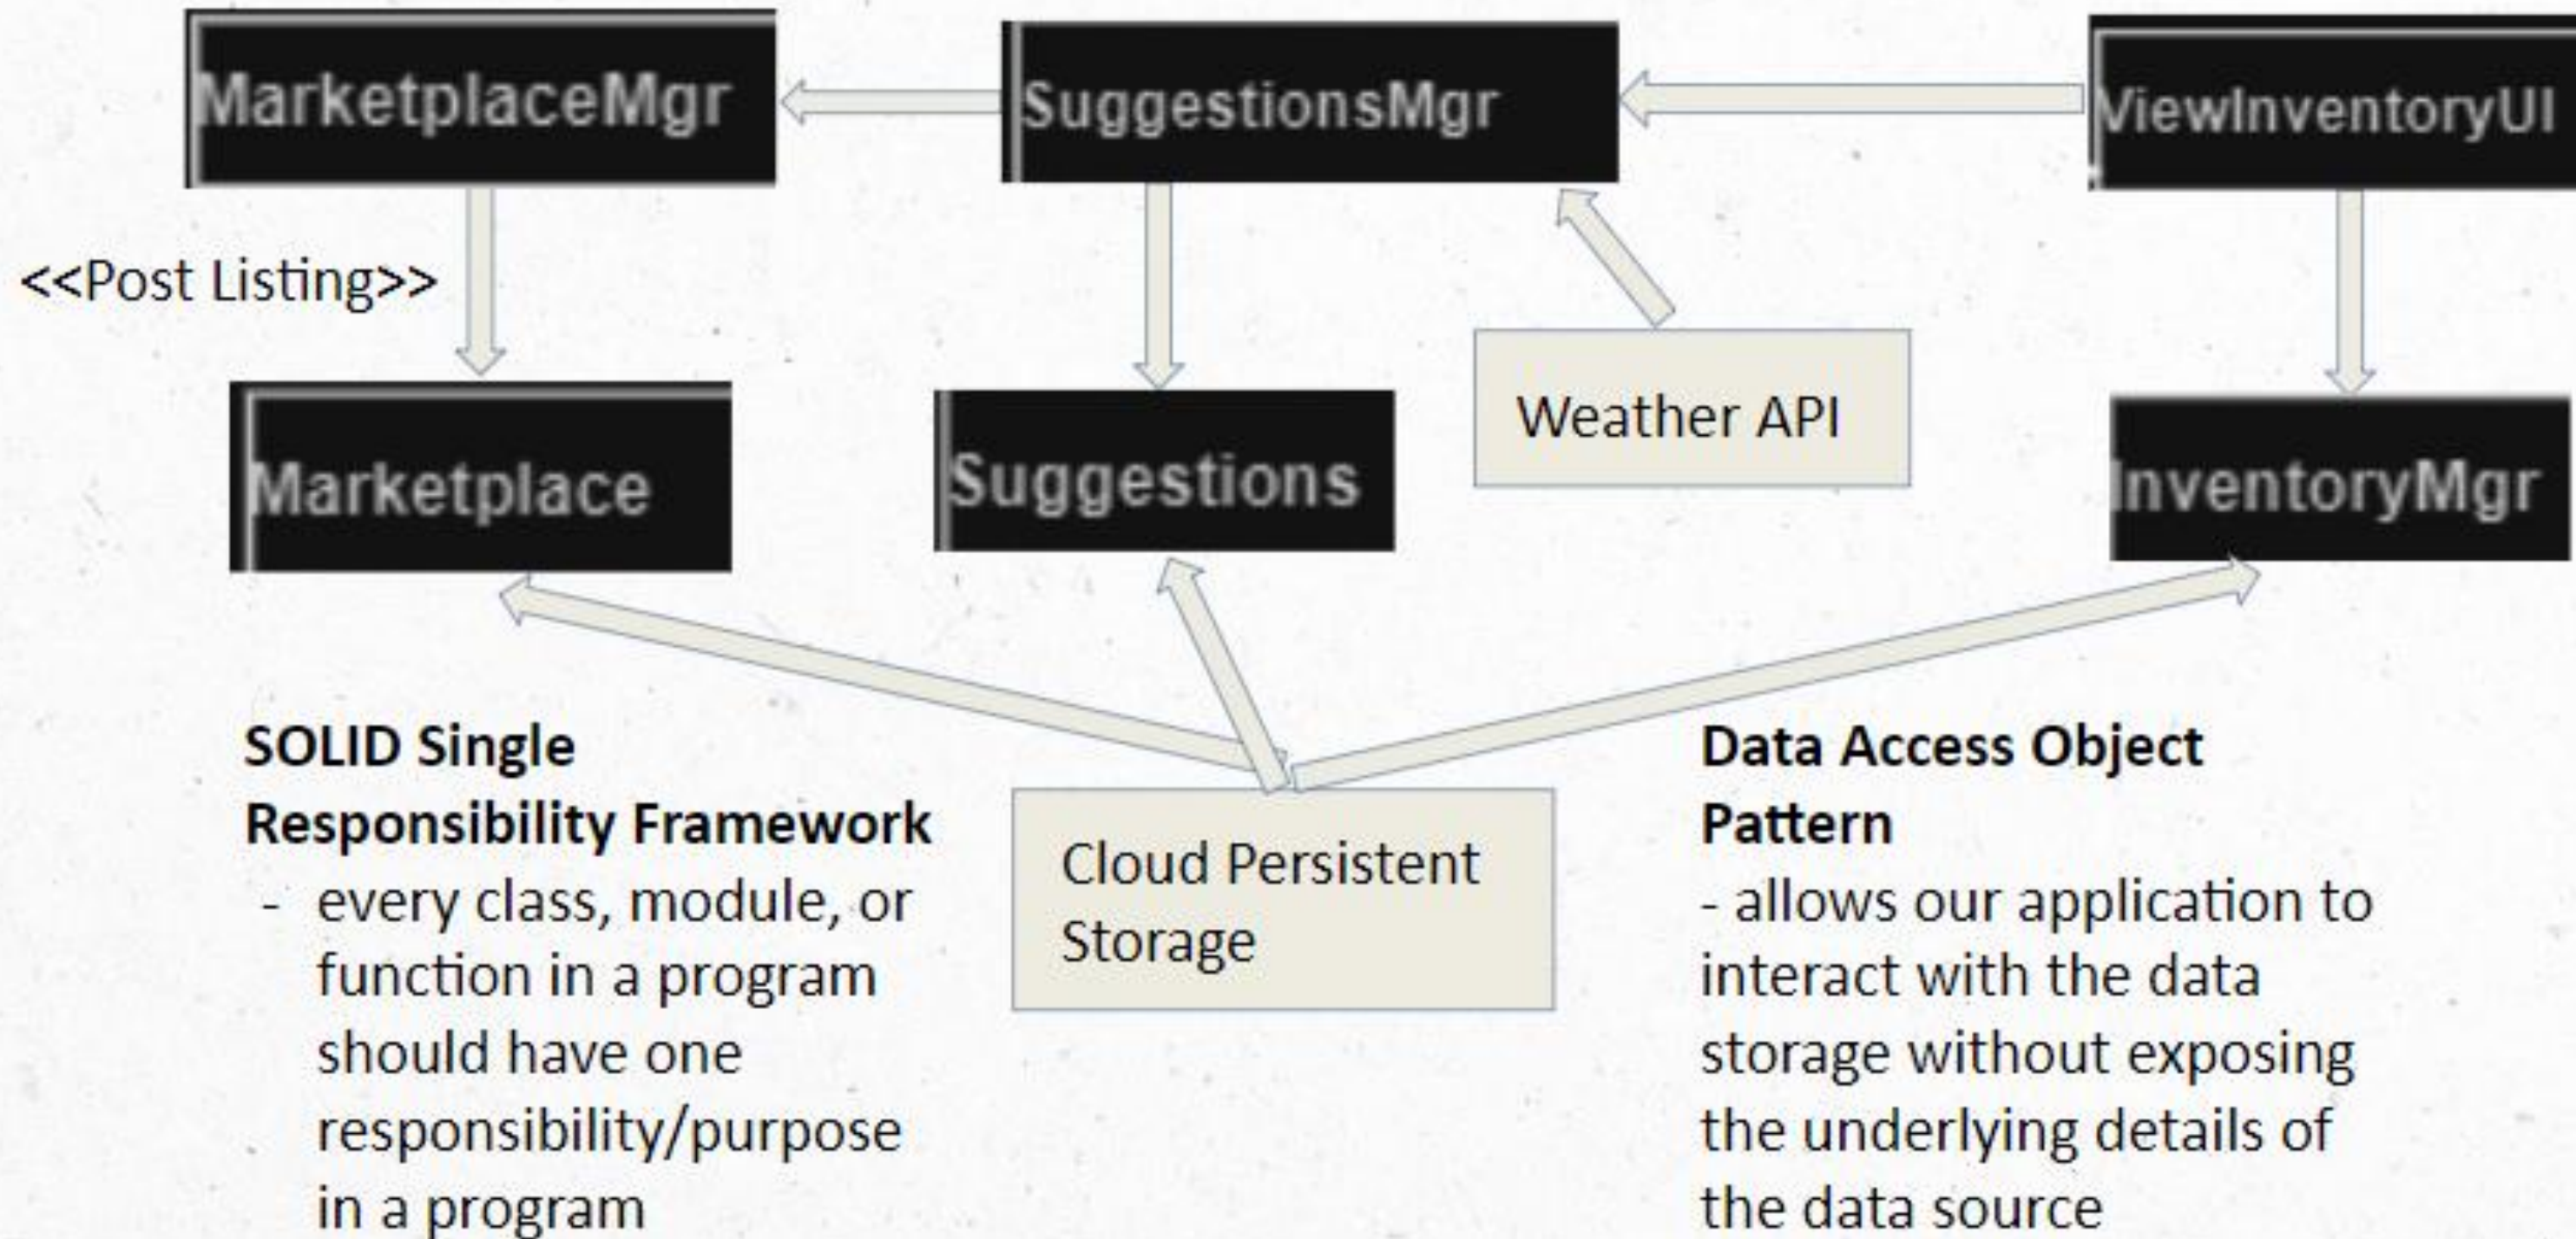 MarketplaceMgr
SuggestionsMgr
ViewInventoryUI
<<Post Listing>>
Weather API
Marketplace
Suggestions
InventoryMgr
SOLID Single
Responsibility Framework
- every class, module, or
function in a program
should have one
responsibility/purpose
in a program
Cloud Persistent
Storage
Data Access Object
Pattern
- allows our application to
interact with the data
storage without exposing
the underlying details of
the data source